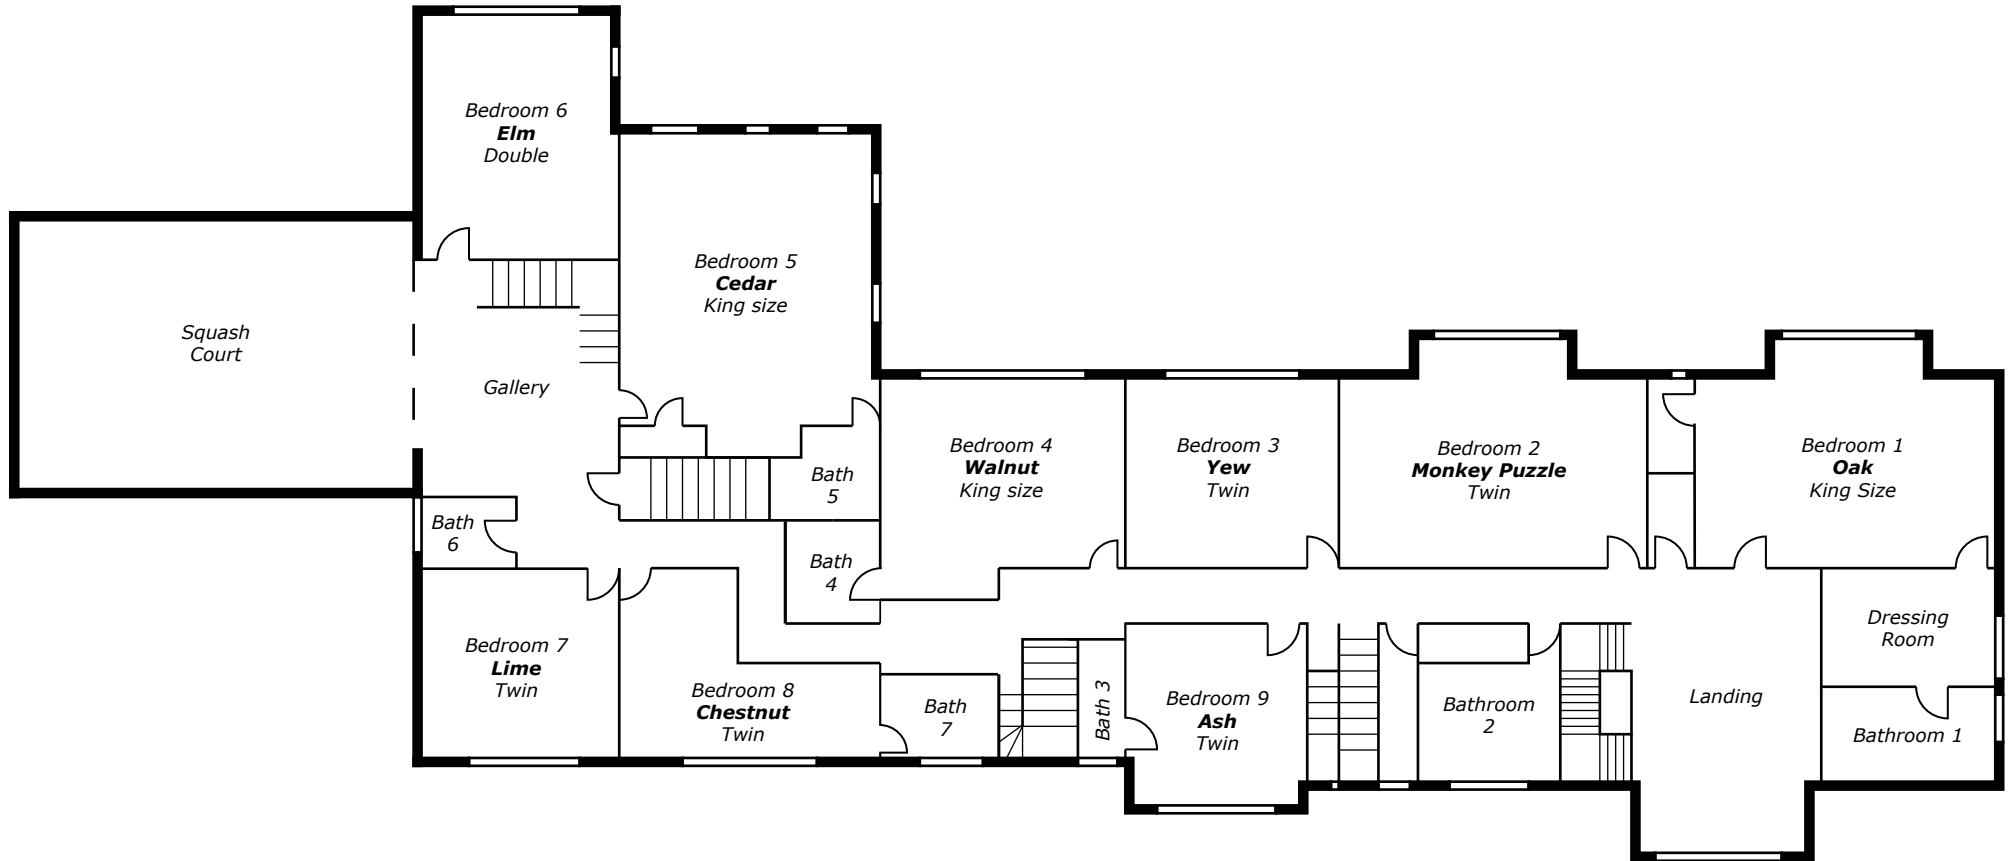 Bedroom 6
Elm
Double
Bedroom 5
Cedar
King size
Squash
Court
Gallery
Bedroom 4
Walnut
King size
Bedroom 3
Yew
Twin
Bedroom 2
Monkey Puzzle
Twin
Bedroom 1
Oak
King Size
Bath
5
Bath
6
Bath
4
Bedroom 7
Lime
Twin
Bedroom 8
Chestnut
Twin
Bath
7
Bath 3
Bedroom 9
Ash
Twin
Bathroom
2
Landing
Dressing
Room
Bathroom 1